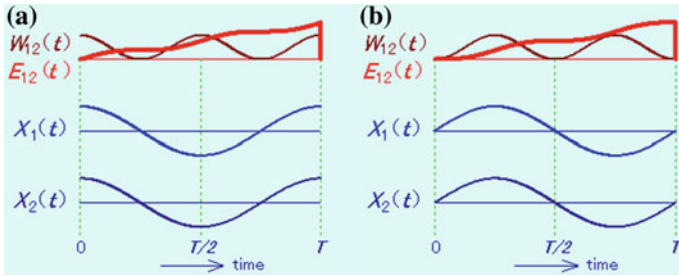 (a)
W12(t)
E12(t)
X1(t)
X2(t)
0 T/2 T
time
(b)
W12(t)
E12(t)
X1(t)
X2(t)
0 T/2 T
time